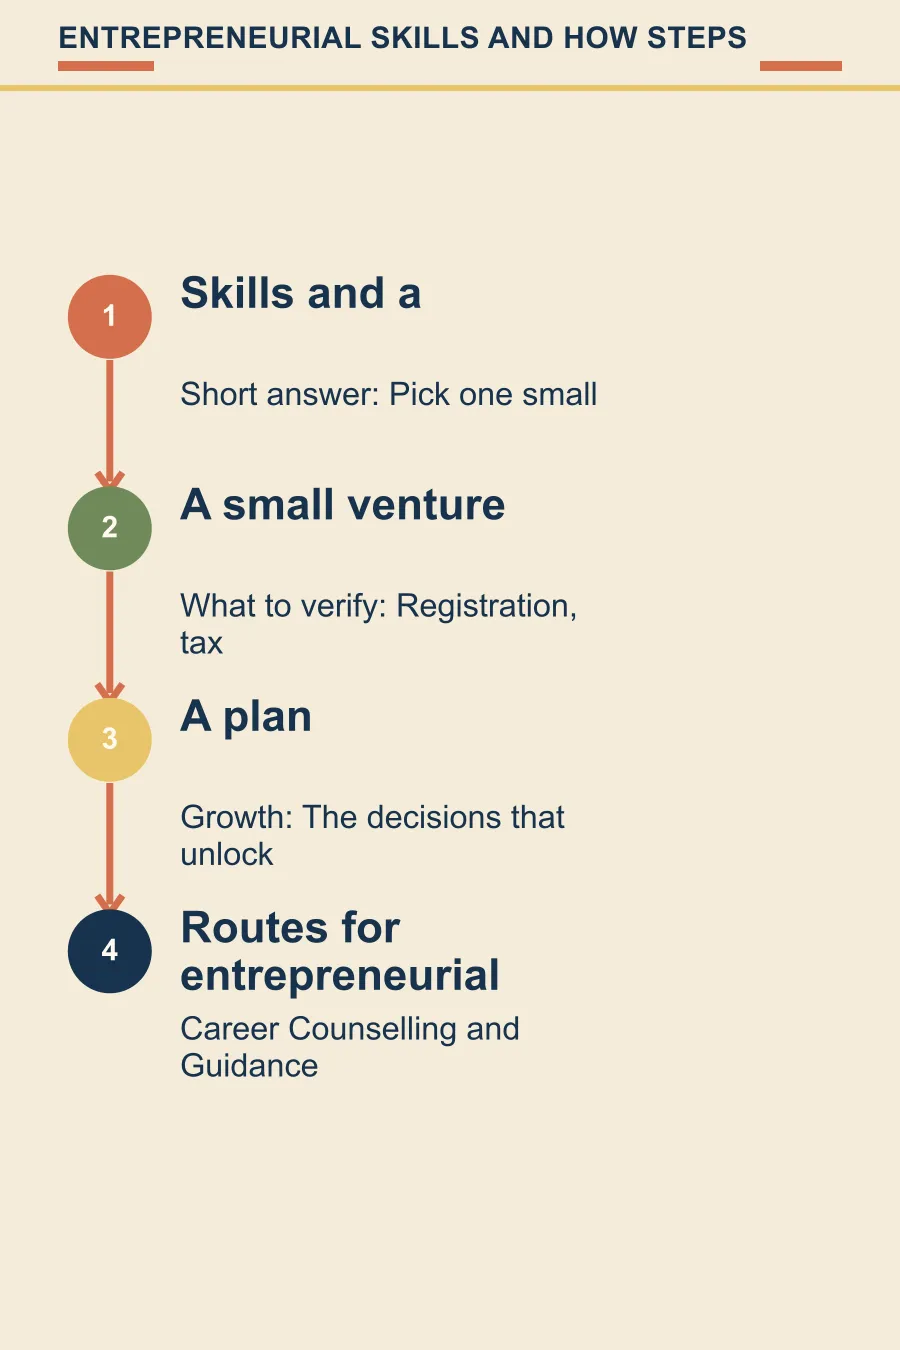 ENTREPRENEURIAL SKILLS AND HOW STEPS
1
Skills and a
Short answer: Pick one small
2
A small venture
What to verify: Registration,
tax
3
A plan
Growth: The decisions that
unlock
4
Routes for
entrepreneurial
Career Counselling and
Guidance